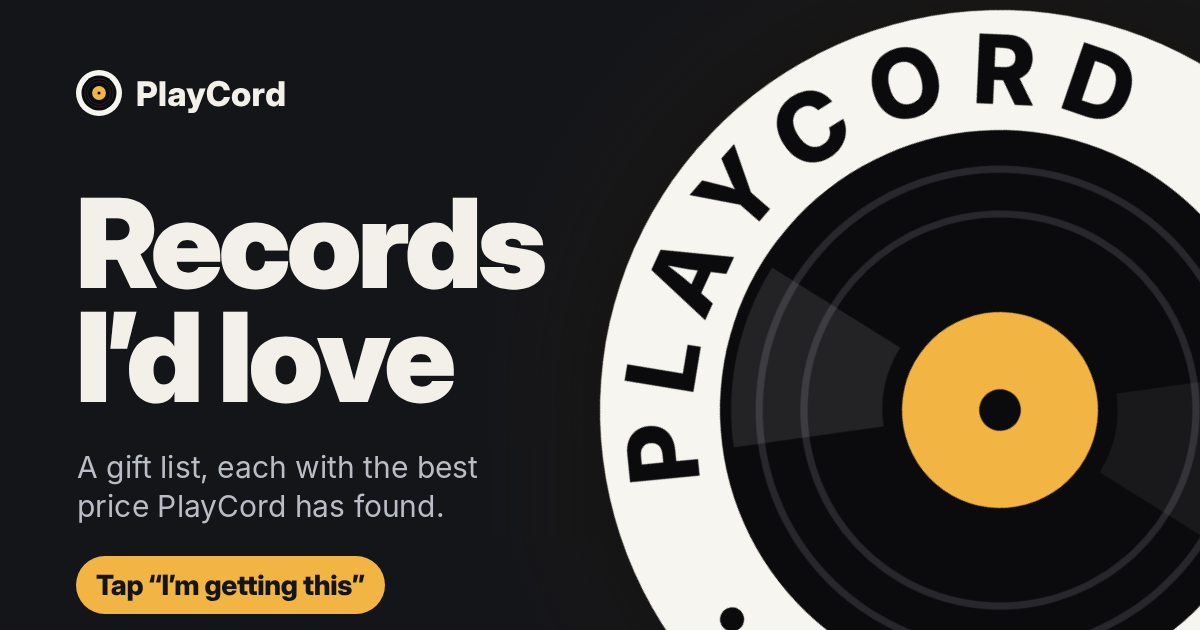 PlayCord
Records
I’d love
A gift list, each with the best
price PlayCord has found.
Tap “I’m getting this”
PLAYCORD